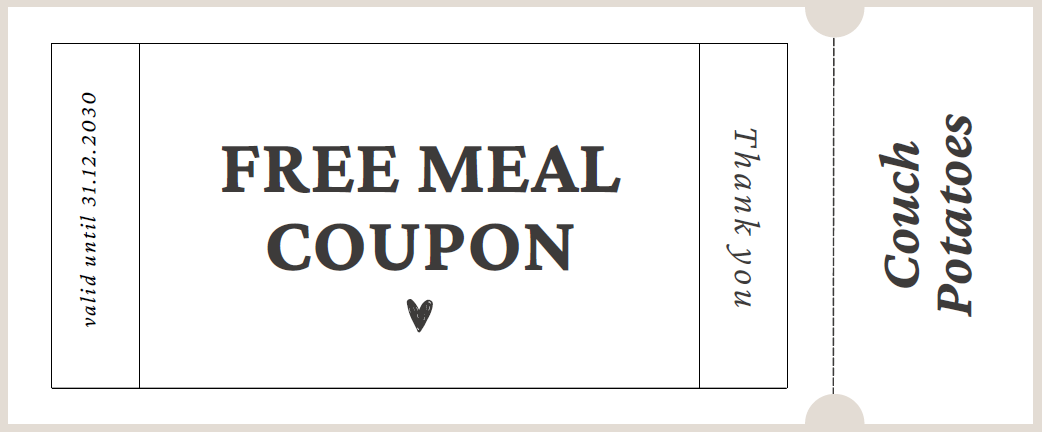 valid until 31.12.2030
FREE MEAL
COUPON
Thank you
Couch
Potatoes